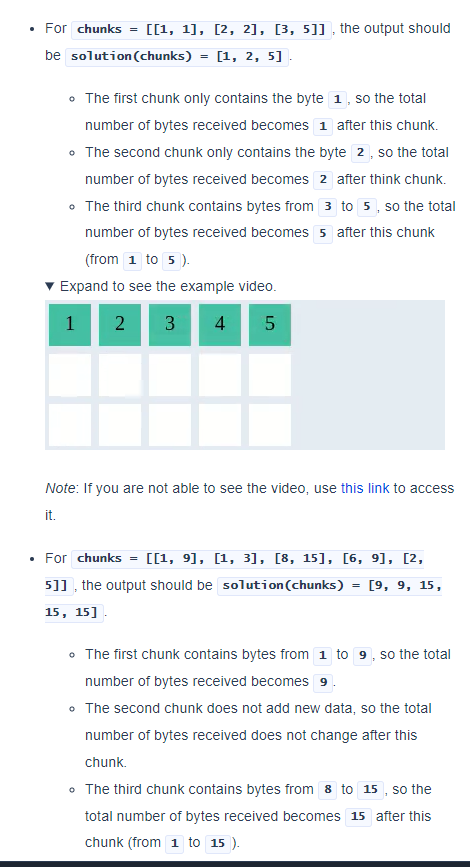 • For chunks = [[1, 1], [2, 2], [3, 5]], the output should
be solution(chunks) = [1, 2, 5].
◦ The first chunk only contains the byte 1, so the total
number of bytes received becomes 1 after this chunk.
◦ The second chunk only contains the byte 2, so the total
number of bytes received becomes 2 after think chunk.
◦ The third chunk contains bytes from 3 to 5, so the total
number of bytes received becomes 5 after this chunk
(from 1 to 5).
▼ Expand to see the example video.
1 2 3 4 5
Note: If you are not able to see the video, use this link to access
it.
• For chunks = [[1, 9], [1, 3], [8, 15], [6, 9], [2,
5]], the output should be solution(chunks) = [9, 9, 15,
15, 15].
◦ The first chunk contains bytes from 1 to 9, so the total
number of bytes received becomes 9.
◦ The second chunk does not add new data, so the total
number of bytes received does not change after this
chunk.
◦ The third chunk contains bytes from 8 to 15, so the
total number of bytes received becomes 15 after this
chunk (from 1 to 15).